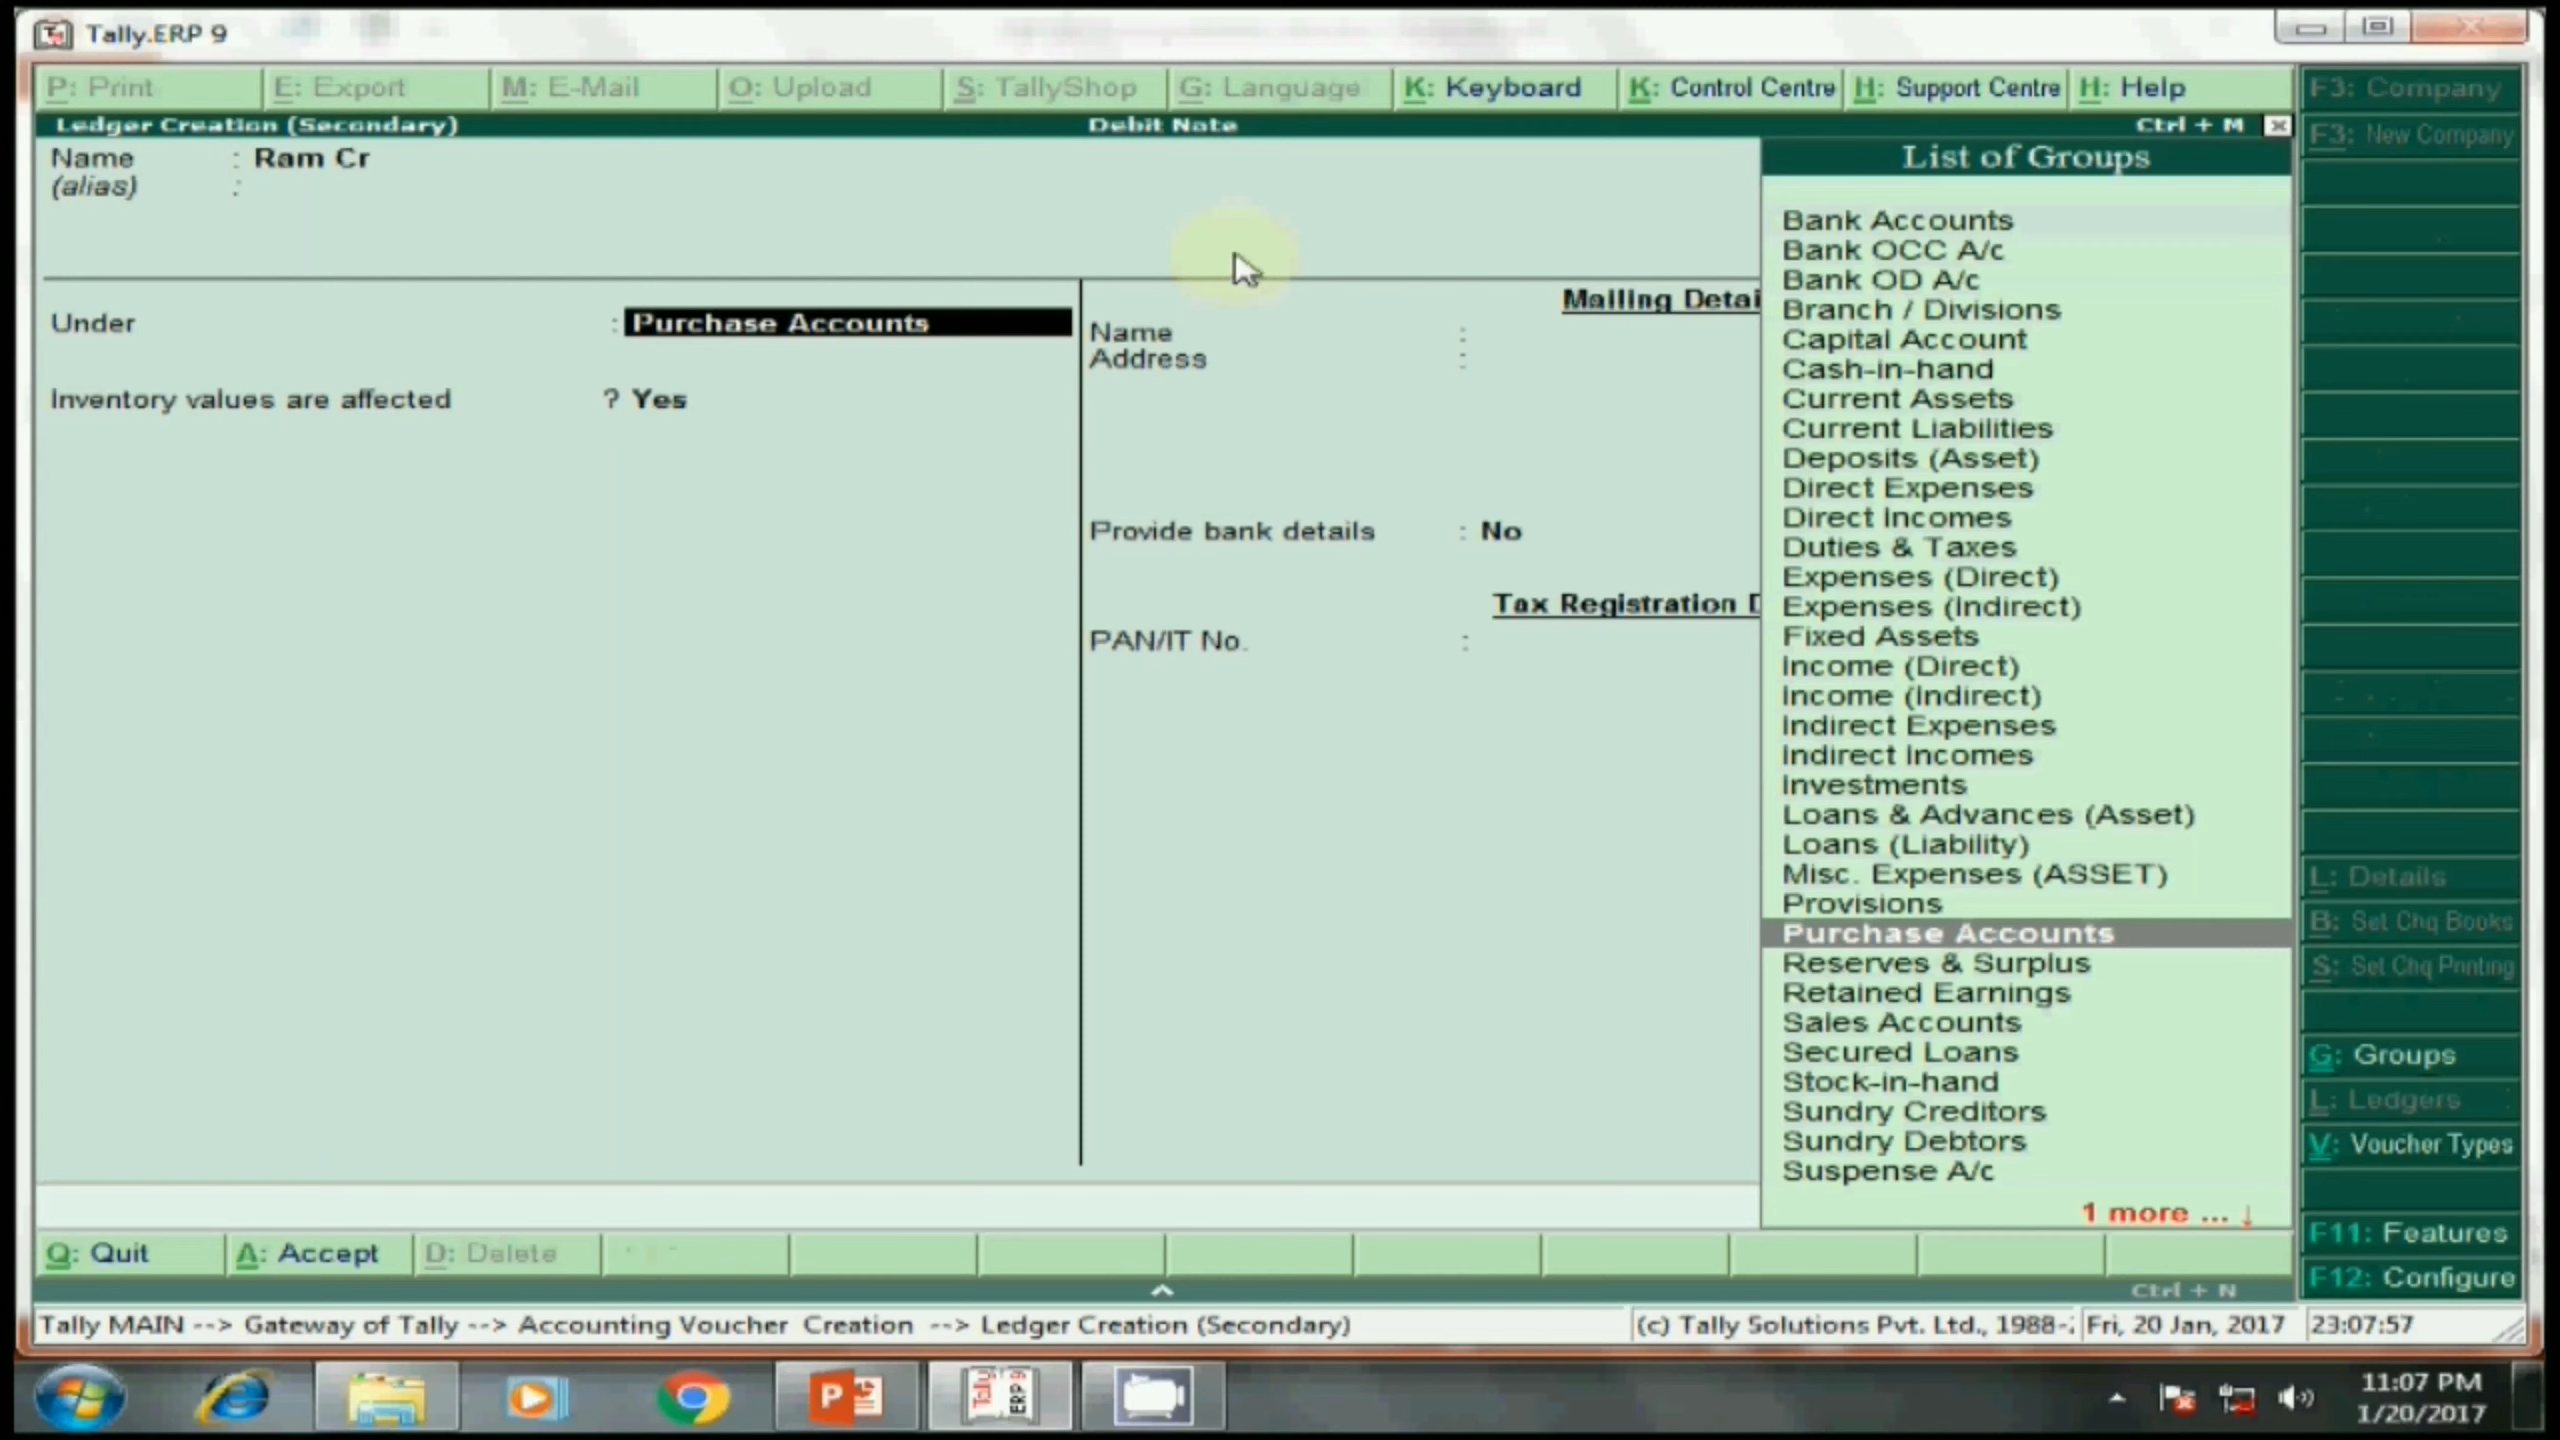 Tally.ERP 9
P: Print E: Export M: E-Mail O: Upload S: TallyShop G: Language K: Keyboard K: Control Centre H: Support Centre H: Help
F3: Company
F3: New Company
Ledger Creation (Secondary) Debit Note Ctrl + M
Name : Ram Cr
(alias) :
Under : Purchase Accounts
Inventory values are affected ? Yes
Mailing Detai
Name :
Address :
Provide bank details : No
Tax Registration D
PAN/IT No. :
List of Groups
Bank Accounts
Bank OCC A/c
Bank OD A/c
Branch / Divisions
Capital Account
Cash-in-hand
Current Assets
Current Liabilities
Deposits (Asset)
Direct Expenses
Direct Incomes
Duties & Taxes
Expenses (Direct)
Expenses (Indirect)
Fixed Assets
Income (Direct)
Income (Indirect)
Indirect Expenses
Indirect Incomes
Investments
Loans & Advances (Asset)
Loans (Liability)
Misc. Expenses (ASSET)
Provisions
Purchase Accounts
Reserves & Surplus
Retained Earnings
Sales Accounts
Secured Loans
Stock-in-hand
Sundry Creditors
Sundry Debtors
Suspense A/c
1 more ... ↓
L: Details
B: Set Chq Books
S: Set Chq Printing
G: Groups
L: Ledgers
V: Voucher Types
F11: Features
F12: Configure
Q: Quit A: Accept D: Delete
Ctrl + N
Tally MAIN --> Gateway of Tally --> Accounting Voucher Creation --> Ledger Creation (Secondary) (c) Tally Solutions Pvt. Ltd., 1988-2 Fri, 20 Jan, 2017 23:07:57
Tally ERP 9
11:07 PM
1/20/2017